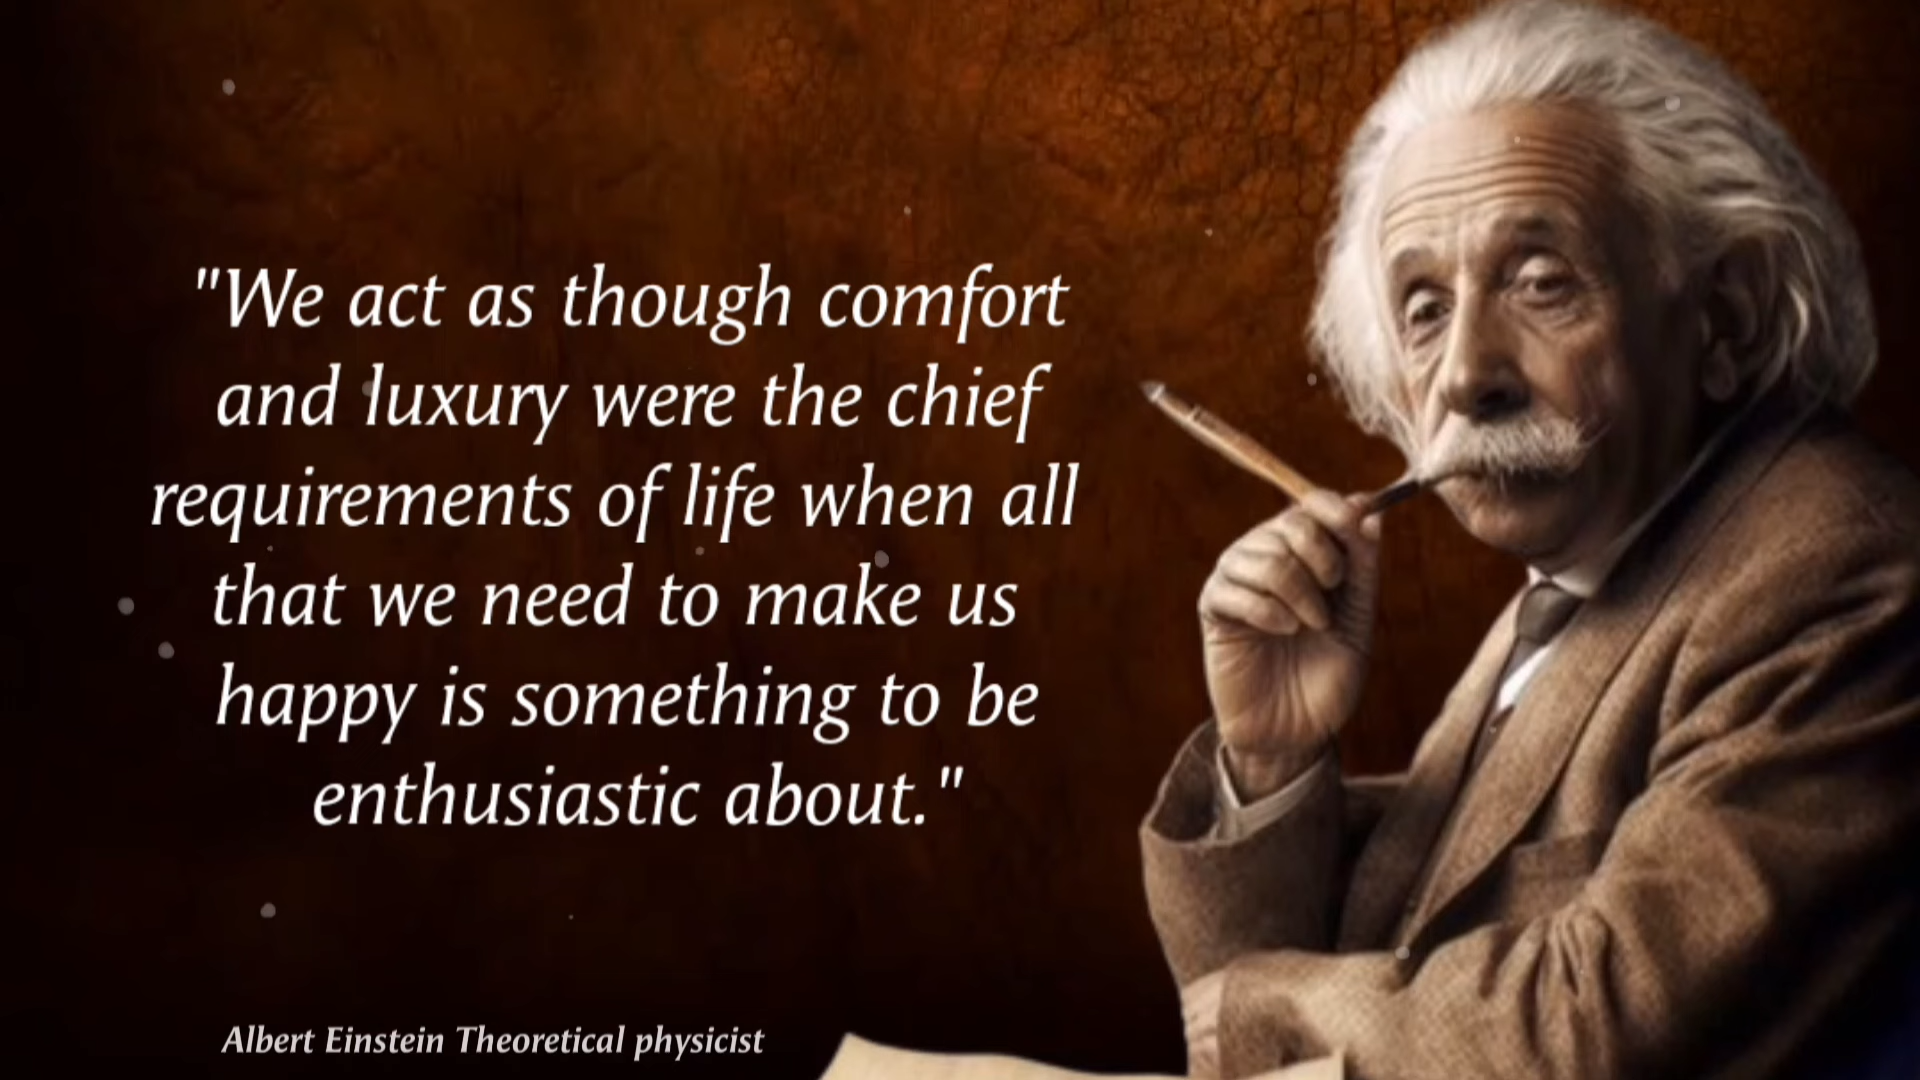 "We act as though comfort
and luxury were the chief
requirements of life when all
that we need to make us
happy is something to be
enthusiastic about."
Albert Einstein Theoretical physicist